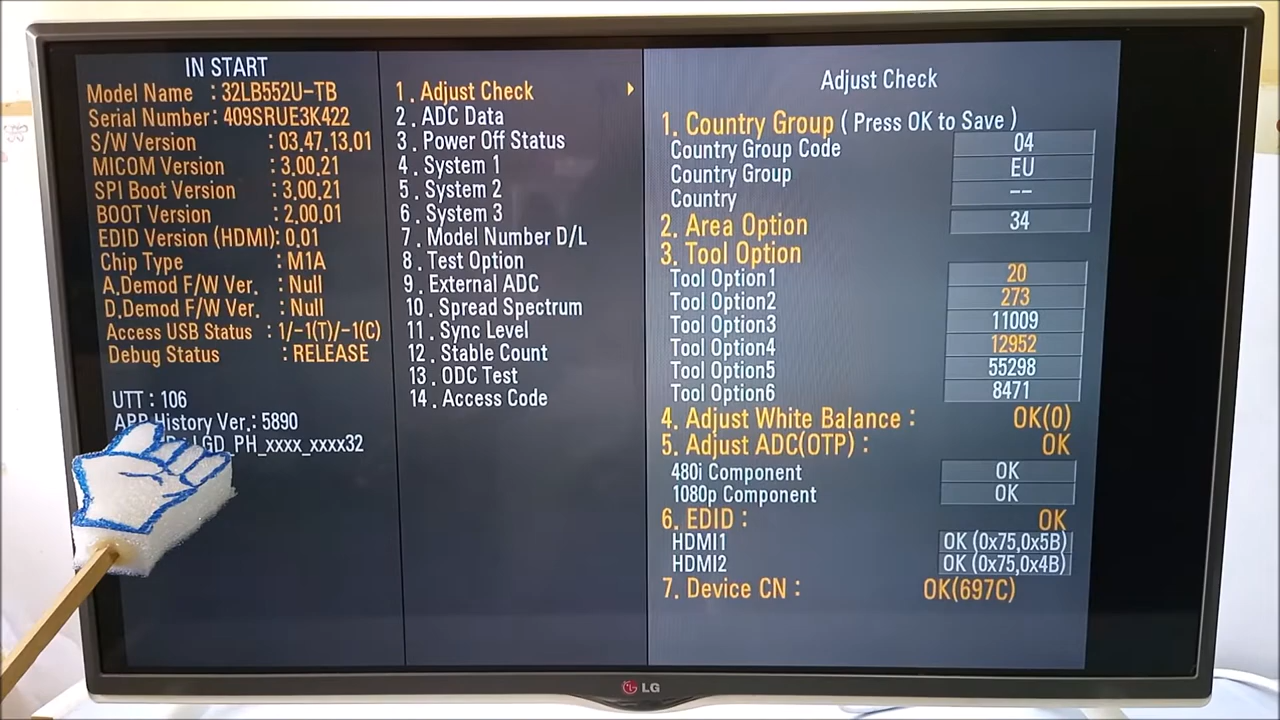 IN START
Model Name : 32LB552U-TB
Serial Number: 409SRUE3K422
S/W Version : 03.47.13.01
MICOM Version : 3.00.21
SPI Boot Version : 3.00.21
BOOT Version : 2.00.01
EDID Version (HDMI): 0.01
Chip Type : M1A
A.Demod F/W Ver. : Null
D.Demod F/W Ver. : Null
Access USB Status : 1/-1(T)/-1(C)
Debug Status : RELEASE
UTT : 106
APP History Ver.: 5890
LGD_PH_xxxx_xxxx32
1 . Adjust Check
2 . ADC Data
3 . Power Off Status
4 . System 1
5 . System 2
6 . System 3
7 . Model Number D/L
8 . Test Option
9 . External ADC
10 . Spread Spectrum
11 . Sync Level
12 . Stable Count
13 . ODC Test
14 . Access Code
Adjust Check
1. Country Group ( Press OK to Save )
Country Group Code 04
Country Group EU
Country --
2. Area Option 34
3. Tool Option
Tool Option1 20
Tool Option2 273
Tool Option3 11009
Tool Option4 12952
Tool Option5 55298
Tool Option6 8471
4. Adjust White Balance : OK(0)
5. Adjust ADC(OTP) : OK
480i Component OK
1080p Component OK
6. EDID : OK
HDMI1 OK (0x75,0x5B)
HDMI2 OK (0x75,0x4B)
7. Device CN : OK(697C)
LG